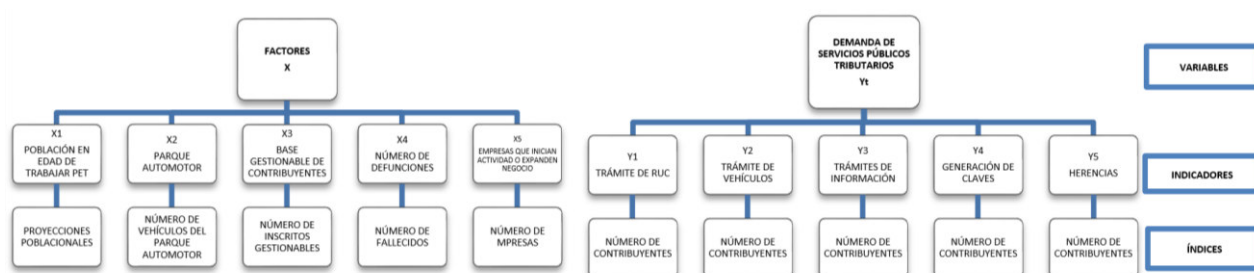 FACTORES
X
DEMANDA DE
SERVICIOS PÚBLICOS
TRIBUTARIOS
Yt
VARIABLES
X1
POBLACIÓN EN
EDAD DE
TRABAJAR PET
X2
PARQUE
AUTOMOTOR
X3
BASE
GESTIONABLE DE
CONTRIBUYENTES
X4
NÚMERO DE
DEFUNCIONES
X5
EMPRESAS QUE INICIAN
ACTIVIDAD O EXPANDEN
NEGOCIO
Y1
TRÁMITE DE RUC
Y2
TRÁMITE DE
VEHÍCULOS
Y3
TRÁMITES DE
INFORMACIÓN
Y4
GENERACIÓN DE
CLAVES
Y5
HERENCIAS
INDICADORES
PROYECCIONES
POBLACIONALES
NÚMERO DE
VEHÍCULOS DEL
PARQUE
AUTOMOTOR
NÚMERO DE
INSCRITOS
GESTIONABLES
NÚMERO DE
FALLECIDOS
NÚMERO DE
MPRESAS
NÚMERO DE
CONTRIBUYENTES
NÚMERO DE
CONTRIBUYENTES
NÚMERO DE
CONTRIBUYENTES
NÚMERO DE
CONTRIBUYENTES
NÚMERO DE
CONTRIBUYENTES
ÍNDICES